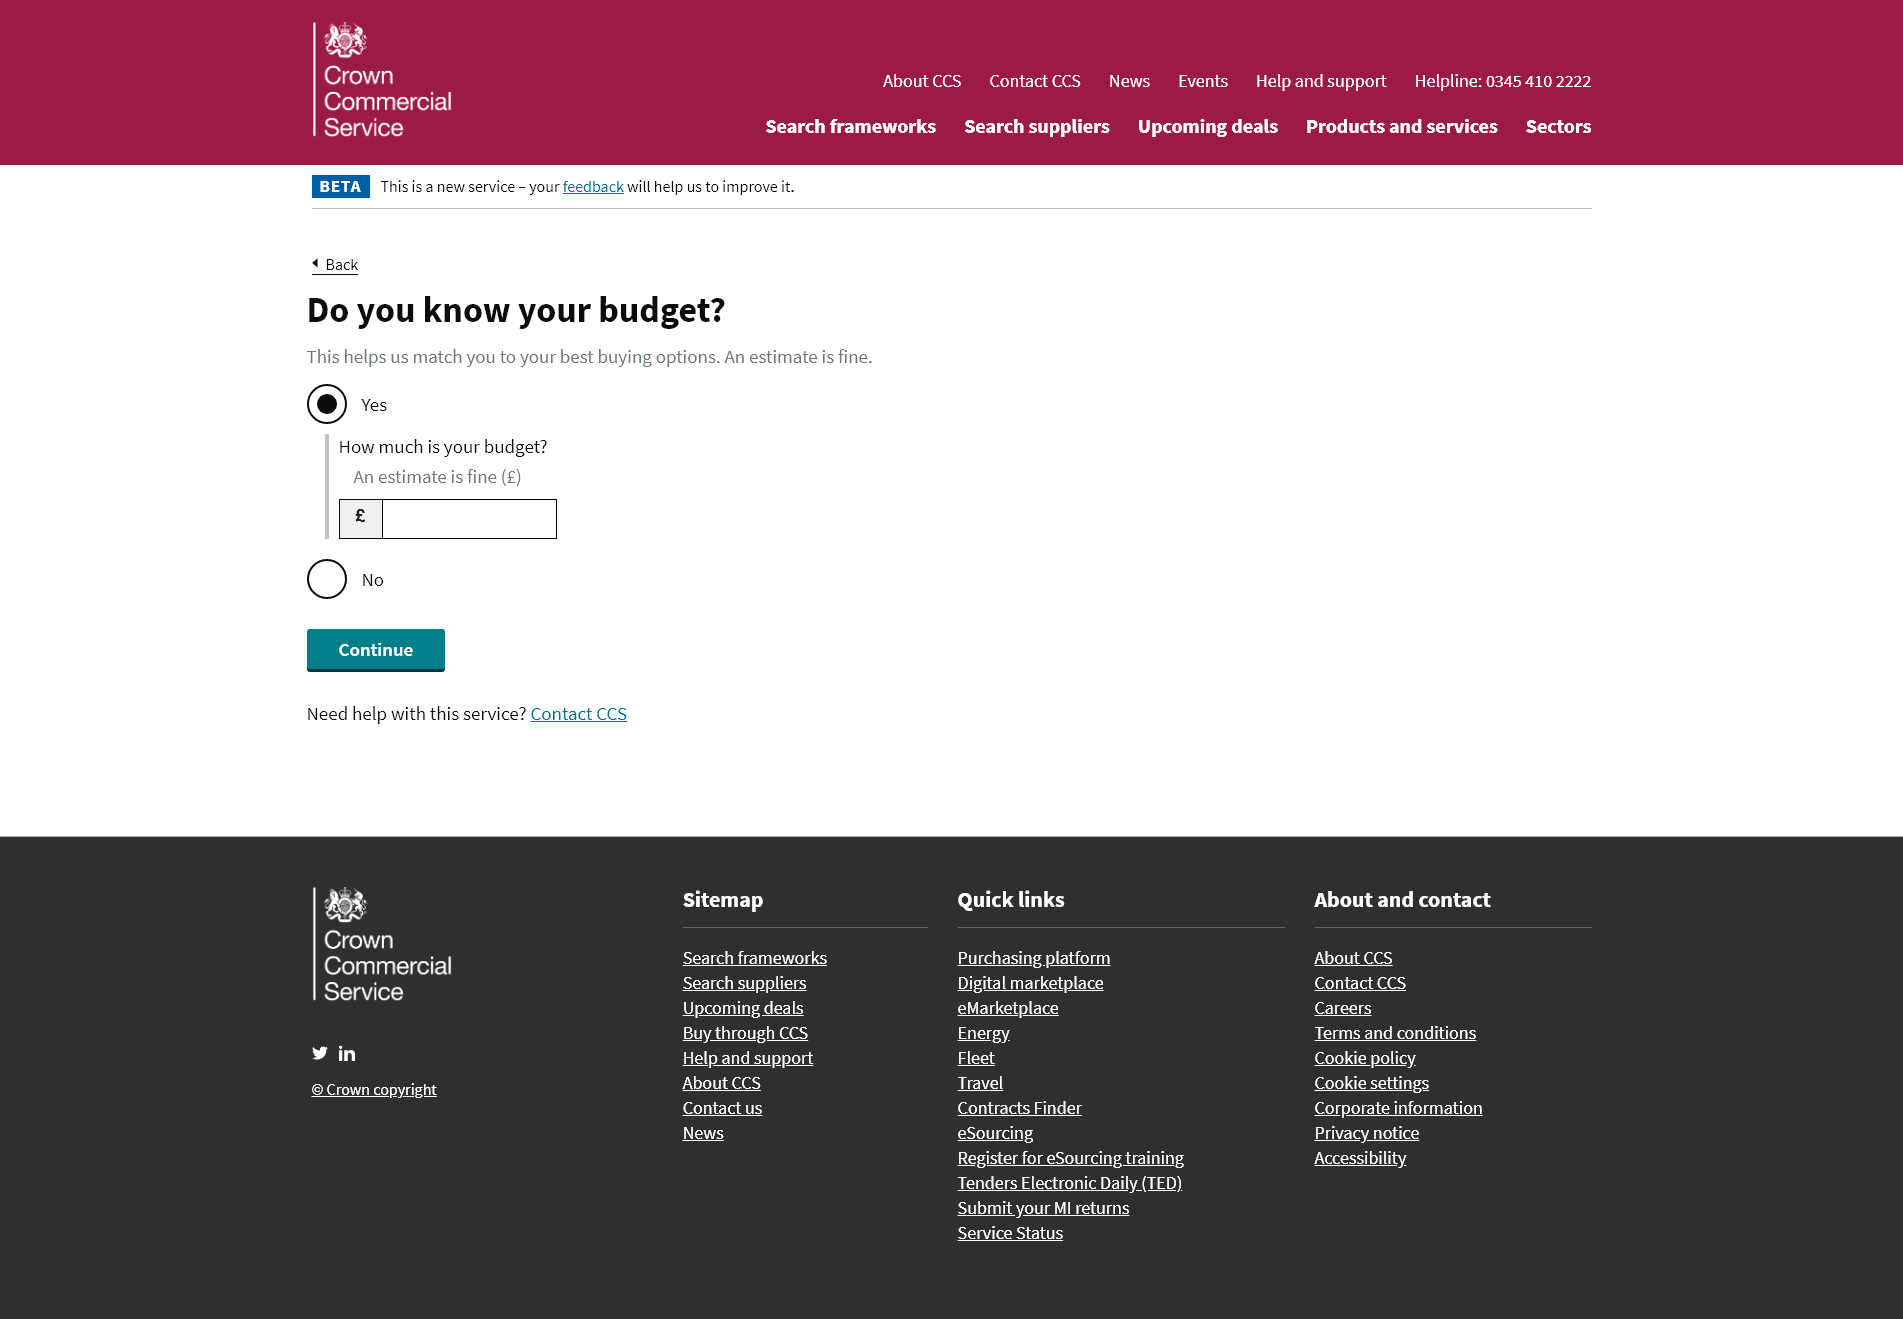 Crown
Commercial
Service
About CCS Contact CCS News Events Help and support Helpline: 0345 410 2222
Search frameworks Search suppliers Upcoming deals Products and services Sectors
BETA This is a new service – your feedback will help us to improve it.
Back
Do you know your budget?
This helps us match you to your best buying options. An estimate is fine.
Yes
How much is your budget?
An estimate is fine (£)
£
No
Continue
Need help with this service? Contact CCS
Crown
Commercial
Service
© Crown copyright
Sitemap
Search frameworks
Search suppliers
Upcoming deals
Buy through CCS
Help and support
About CCS
Contact us
News
Quick links
Purchasing platform
Digital marketplace
eMarketplace
Energy
Fleet
Travel
Contracts Finder
eSourcing
Register for eSourcing training
Tenders Electronic Daily (TED)
Submit your MI returns
Service Status
About and contact
About CCS
Contact CCS
Careers
Terms and conditions
Cookie policy
Cookie settings
Corporate information
Privacy notice
Accessibility